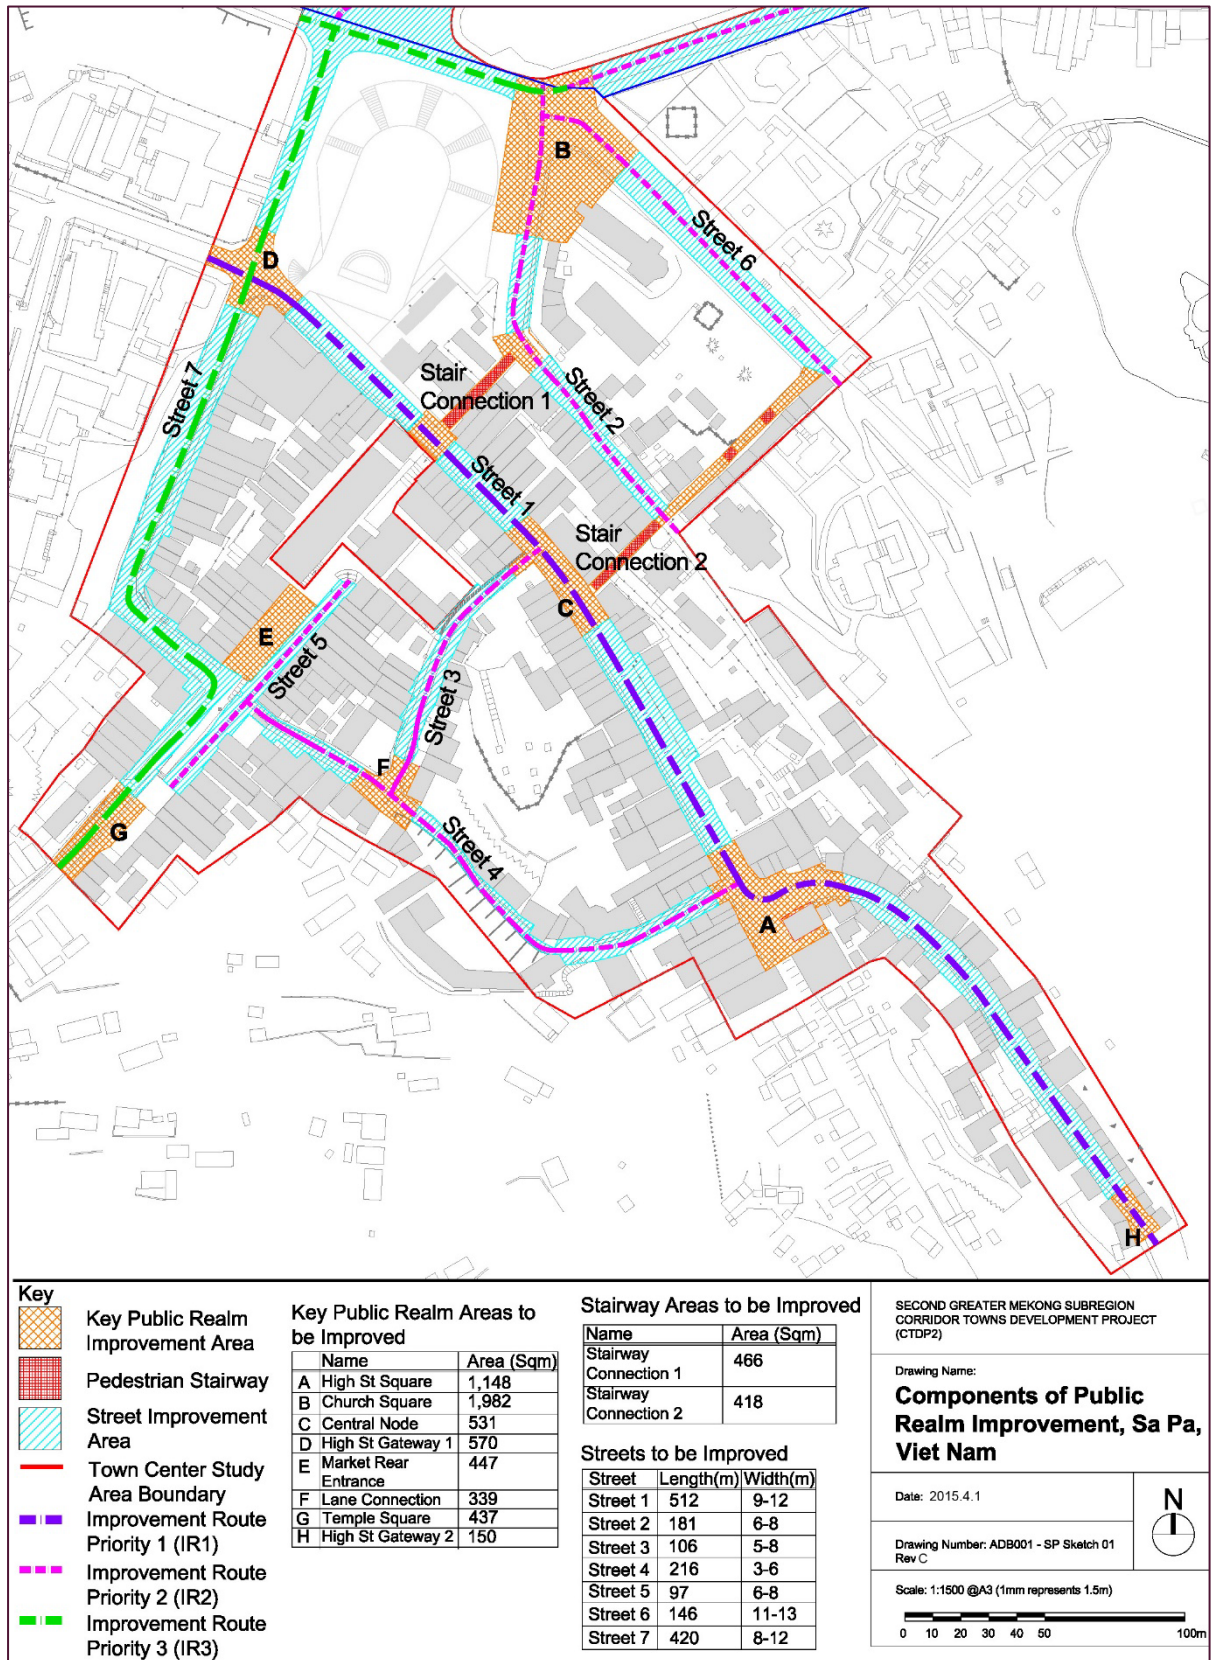 B
D
Street 6
Street 7
Stair
Connection 1
Street 2
Street 1
Stair
Connection 2
C
E
Street 5
Street 3
F
G
Street 4
A
H
Key
Key Public Realm
Improvement Area
Pedestrian Stairway
Street Improvement
Area
Town Center Study
Area Boundary
Improvement Route
Priority 1 (IR1)
Improvement Route
Priority 2 (IR2)
Improvement Route
Priority 3 (IR3)
Key Public Realm Areas to
be Improved
Name Area (Sqm)
A High St Square 1,148
B Church Square 1,982
C Central Node 531
D High St Gateway 1 570
E Market Rear Entrance 447
F Lane Connection 339
G Temple Square 437
H High St Gateway 2 150
Stairway Areas to be Improved
Name Area (Sqm)
Stairway Connection 1 466
Stairway Connection 2 418
Streets to be Improved
Street Length(m) Width(m)
Street 1 512 9-12
Street 2 181 6-8
Street 3 106 5-8
Street 4 216 3-6
Street 5 97 6-8
Street 6 146 11-13
Street 7 420 8-12
SECOND GREATER MEKONG SUBREGION
CORRIDOR TOWNS DEVELOPMENT PROJECT
(CTDP2)
Drawing Name:
Components of Public
Realm Improvement, Sa Pa,
Viet Nam
Date: 2015.4.1
N
Drawing Number: ADB001 - SP Sketch 01
Rev C
Scale: 1:1500 @A3 (1mm represents 1.5m)
0 10 20 30 40 50 100m